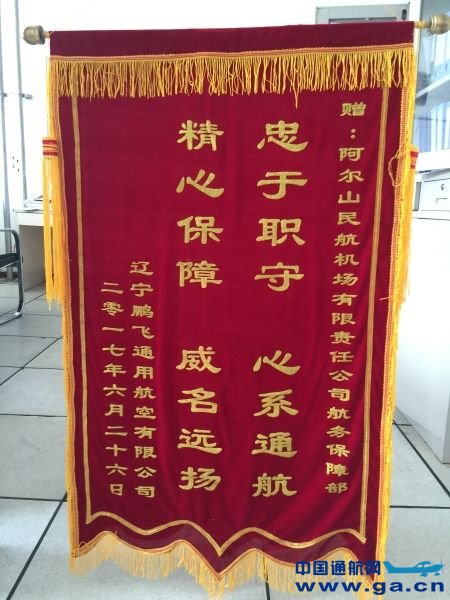 赠：阿尔山民航机场有限责任公司航务保障部
忠于职守 心系通航
精心保障 威名远扬
辽宁鹏飞通用航空有限公司
二零一七年六月二十六日
中国通航网
www.ga.cn